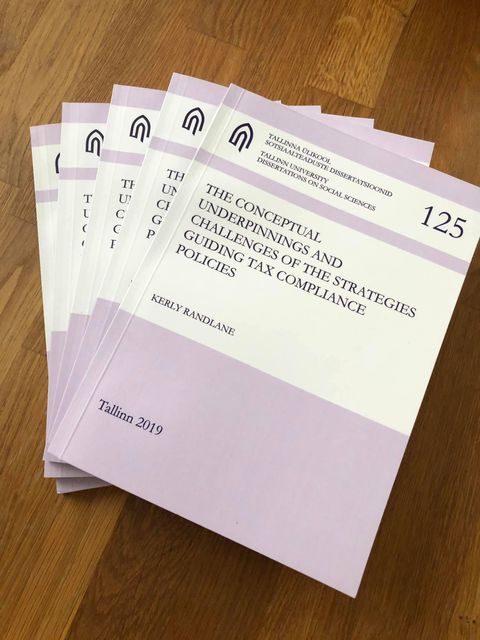 TALLINNA ÜLIKOOL
SOTSIAALTEADUSTE DISSERTATSIOONID
TALLINN UNIVERSITY
DISSERTATIONS ON SOCIAL SCIENCES
125
THE CONCEPTUAL
UNDERPINNINGS AND
CHALLENGES OF THE STRATEGIES
GUIDING TAX COMPLIANCE
POLICIES
KERLY RANDLANE
Tallinn 2019